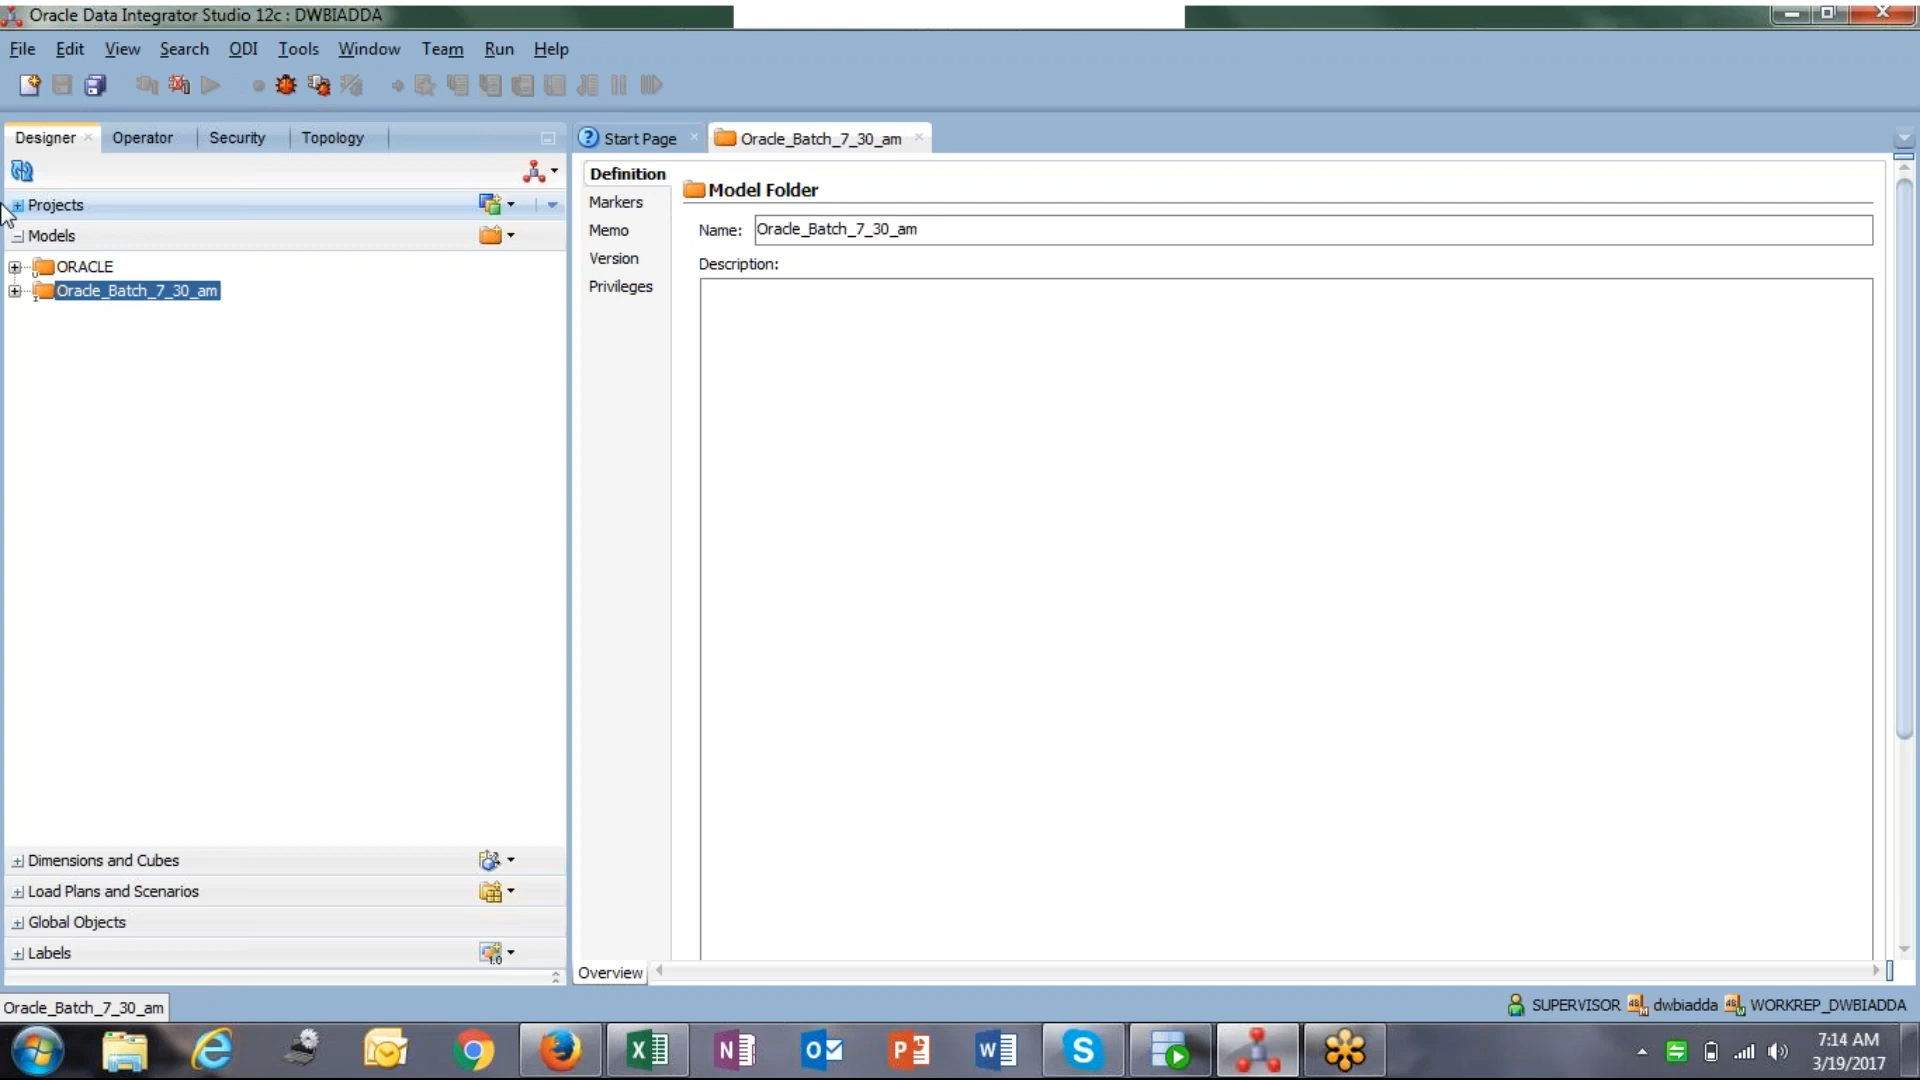 Oracle Data Integrator Studio 12c : DWBIADDA
File Edit View Search ODI Tools Window Team Run Help
Designer Operator Security Topology
Start Page Oracle_Batch_7_30_am
Projects
Models
ORACLE
Oracle_Batch_7_30_am
Dimensions and Cubes
Load Plans and Scenarios
Global Objects
Labels
Definition
Markers
Memo
Version
Privileges
Model Folder
Name: Oracle_Batch_7_30_am
Description:
Overview
Oracle_Batch_7_30_am
SUPERVISOR dwbiadda WORKREP_DWBIADDA
7:14 AM
3/19/2017